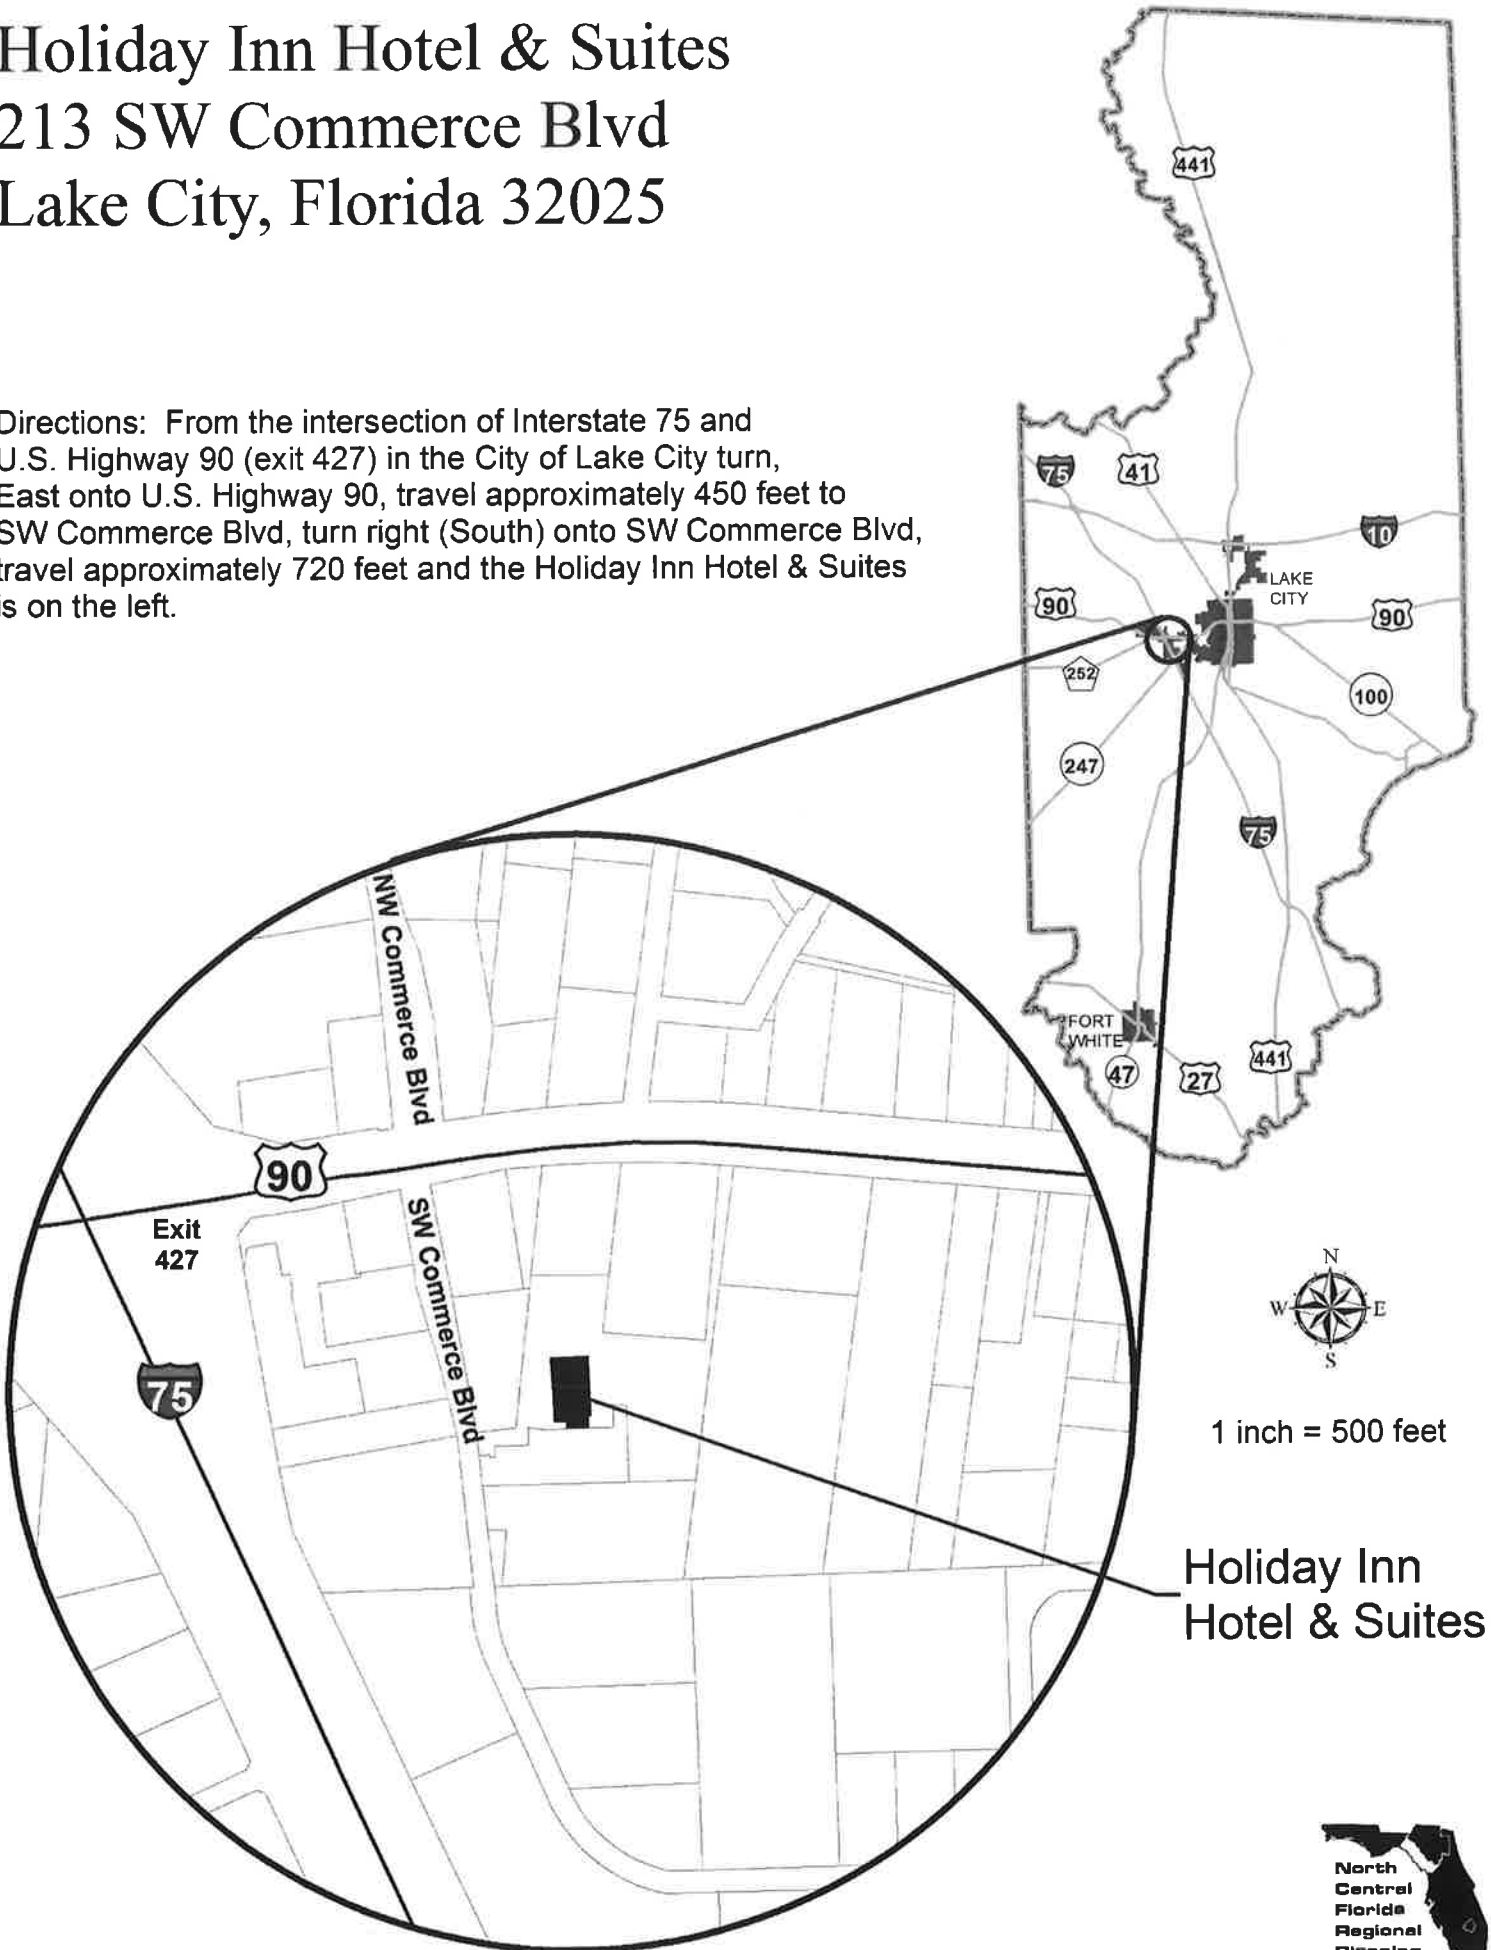 Holiday Inn Hotel & Suites
213 SW Commerce Blvd
Lake City, Florida 32025
Directions: From the intersection of Interstate 75 and
U.S. Highway 90 (exit 427) in the City of Lake City turn,
East onto U.S. Highway 90, travel approximately 450 feet to
SW Commerce Blvd, turn right (South) onto SW Commerce Blvd,
travel approximately 720 feet and the Holiday Inn Hotel & Suites
is on the left.
441
75
41
10
LAKE
CITY
90
90
252
100
247
75
FORT
WHITE
47
27
441
NW Commerce Blvd
90
Exit
427
SW Commerce Blvd
75
N
W
E
S
1 inch = 500 feet
Holiday Inn
Hotel & Suites
North
Central
Florida
Regional
Planning